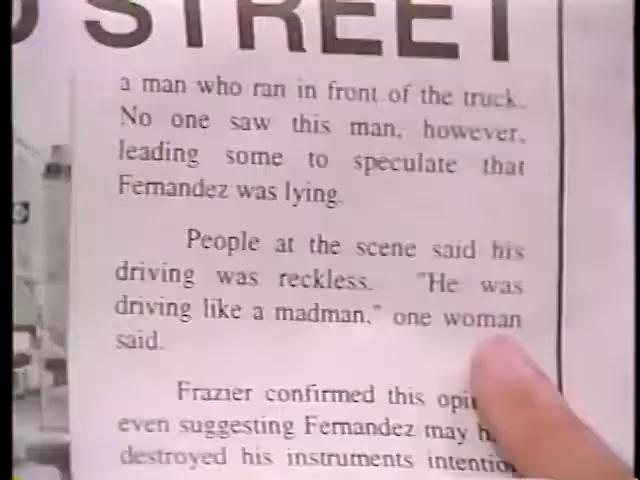 STREET
a man who ran in front of the truck.
No one saw this man, however,
leading some to speculate that
Fernandez was lying.
People at the scene said his
driving was reckless. "He was
driving like a madman," one woman
said.
Frazier confirmed this
even suggesting Fernandez may
destroyed his instruments